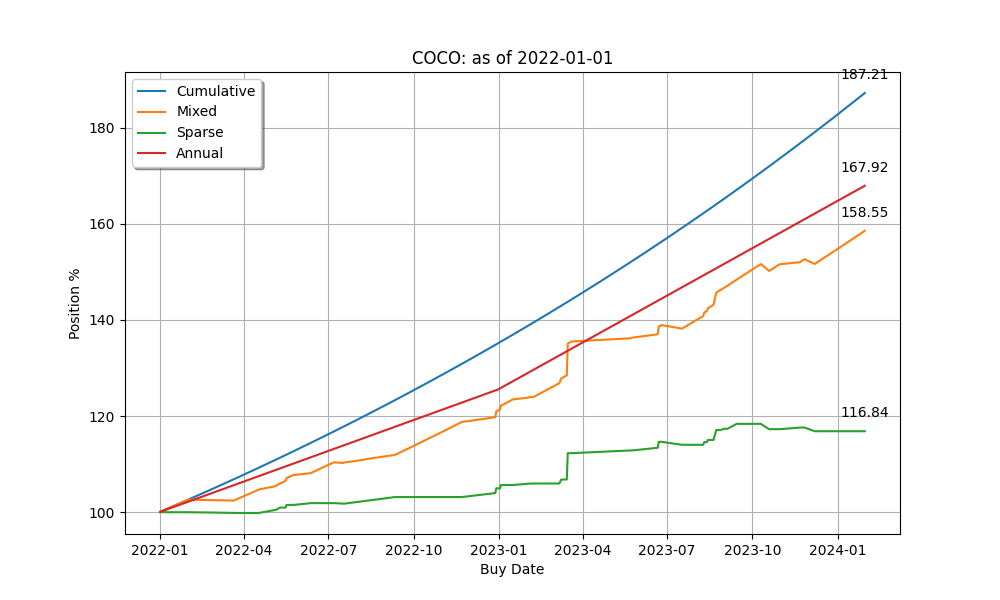 COCO: as of 2022-01-01
187.21
Cumulative
Mixed
Sparse
Annual
167.92
158.55
116.84
180
160
140
120
100
Position %
2022-01 2022-04 2022-07 2022-10 2023-01 2023-04 2023-07 2023-10 2024-01
Buy Date